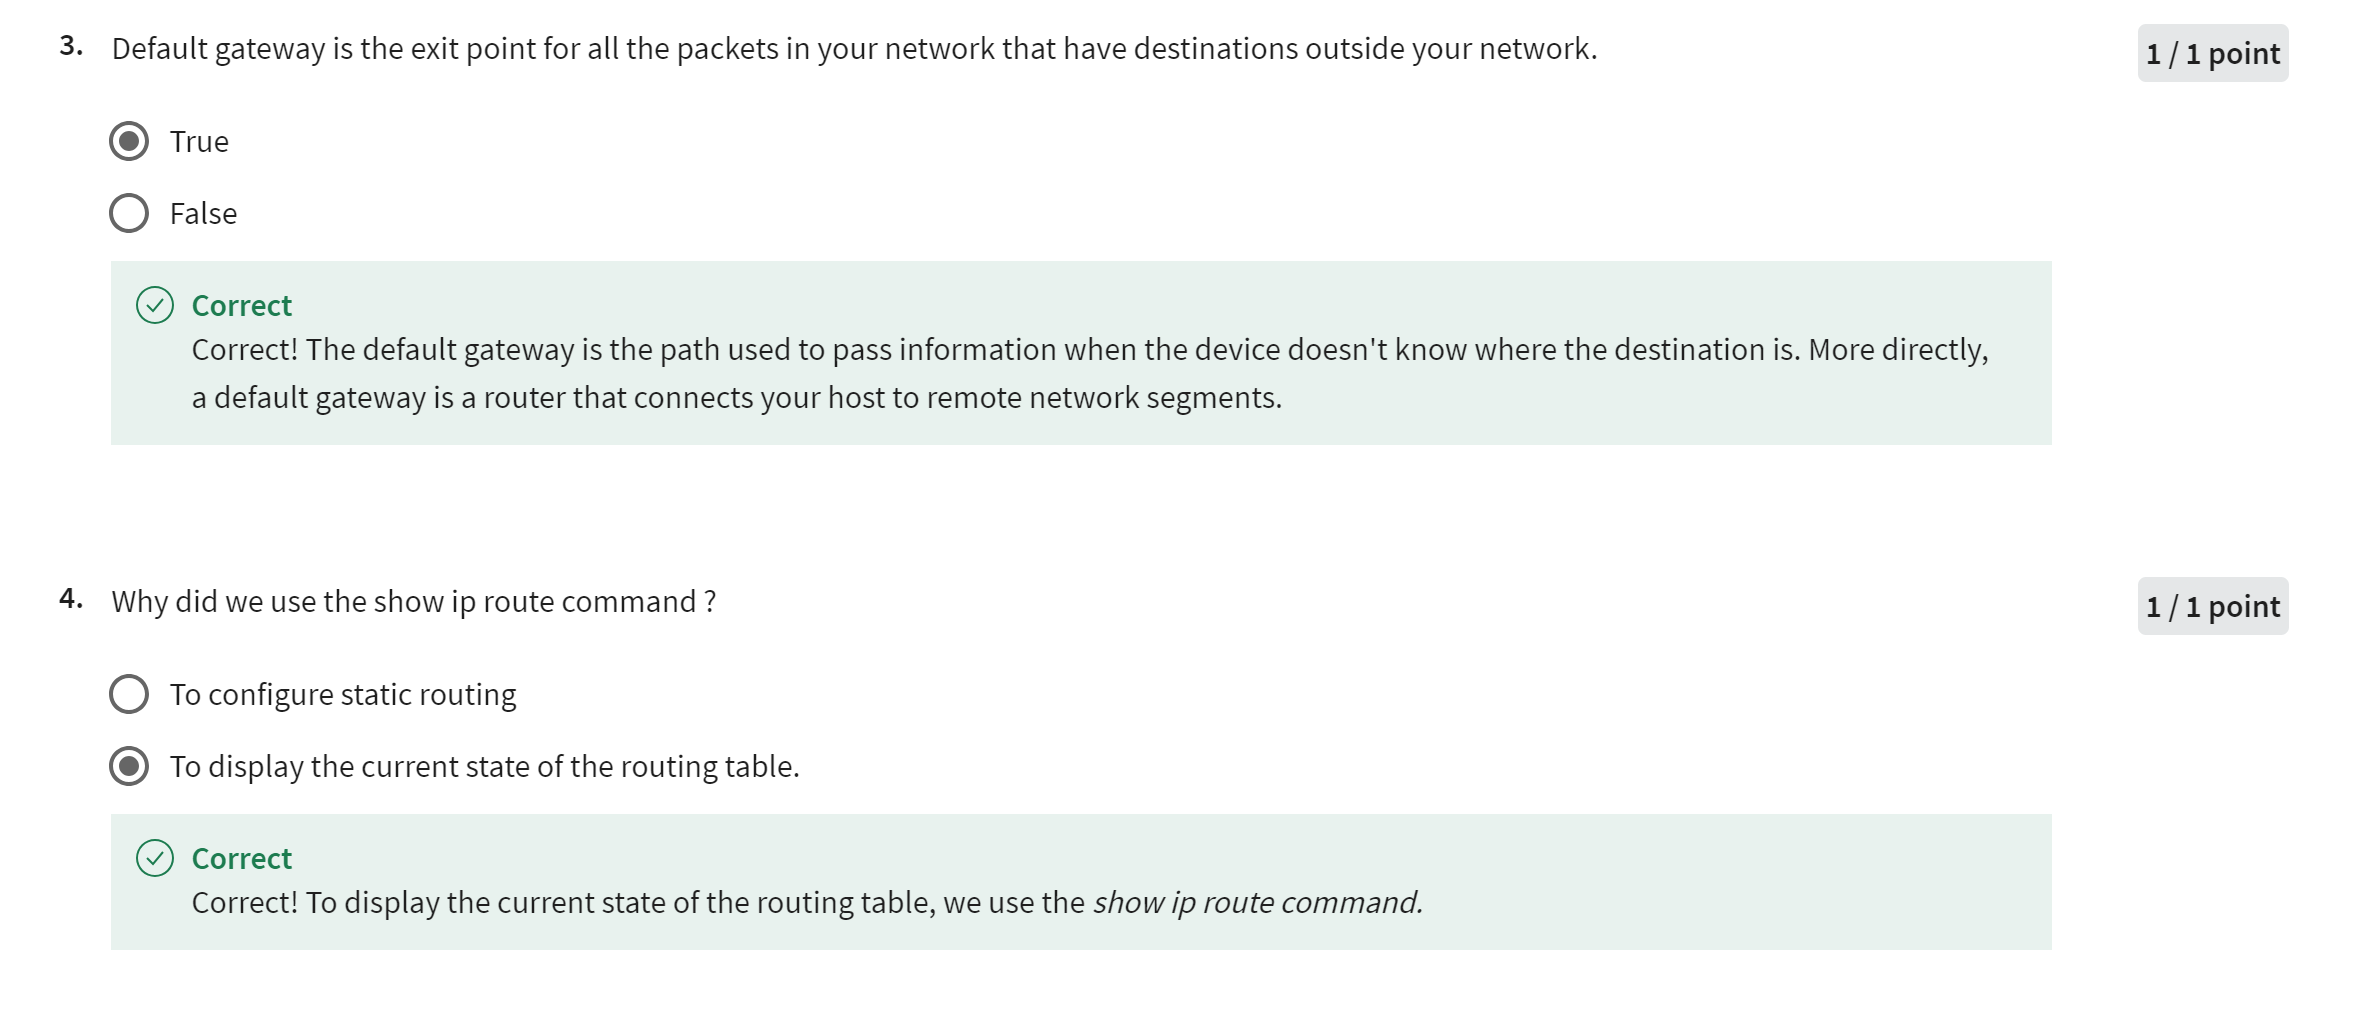 3. Default gateway is the exit point for all the packets in your network that have destinations outside your network.
1 / 1 point
True
False
Correct
Correct! The default gateway is the path used to pass information when the device doesn't know where the destination is. More directly,
a default gateway is a router that connects your host to remote network segments.
4. Why did we use the show ip route command ?
1 / 1 point
To configure static routing
To display the current state of the routing table.
Correct
Correct! To display the current state of the routing table, we use the show ip route command.